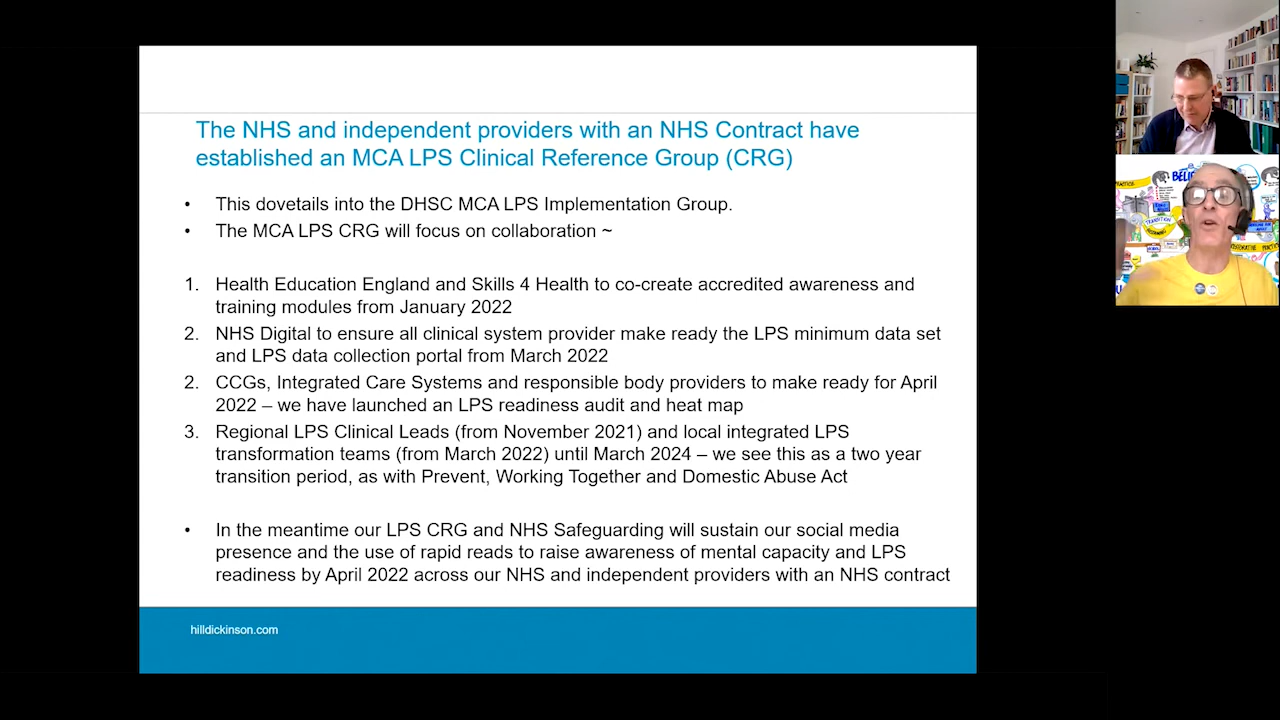 The NHS and independent providers with an NHS Contract have
established an MCA LPS Clinical Reference Group (CRG)
• This dovetails into the DHSC MCA LPS Implementation Group.
• The MCA LPS CRG will focus on collaboration ~
1. Health Education England and Skills 4 Health to co-create accredited awareness and
training modules from January 2022
2. NHS Digital to ensure all clinical system provider make ready the LPS minimum data set
and LPS data collection portal from March 2022
2. CCGs, Integrated Care Systems and responsible body providers to make ready for April
2022 – we have launched an LPS readiness audit and heat map
3. Regional LPS Clinical Leads (from November 2021) and local integrated LPS
transformation teams (from March 2022) until March 2024 – we see this as a two year
transition period, as with Prevent, Working Together and Domestic Abuse Act
• In the meantime our LPS CRG and NHS Safeguarding will sustain our social media
presence and the use of rapid reads to raise awareness of mental capacity and LPS
readiness by April 2022 across our NHS and independent providers with an NHS contract
hilldickinson.com